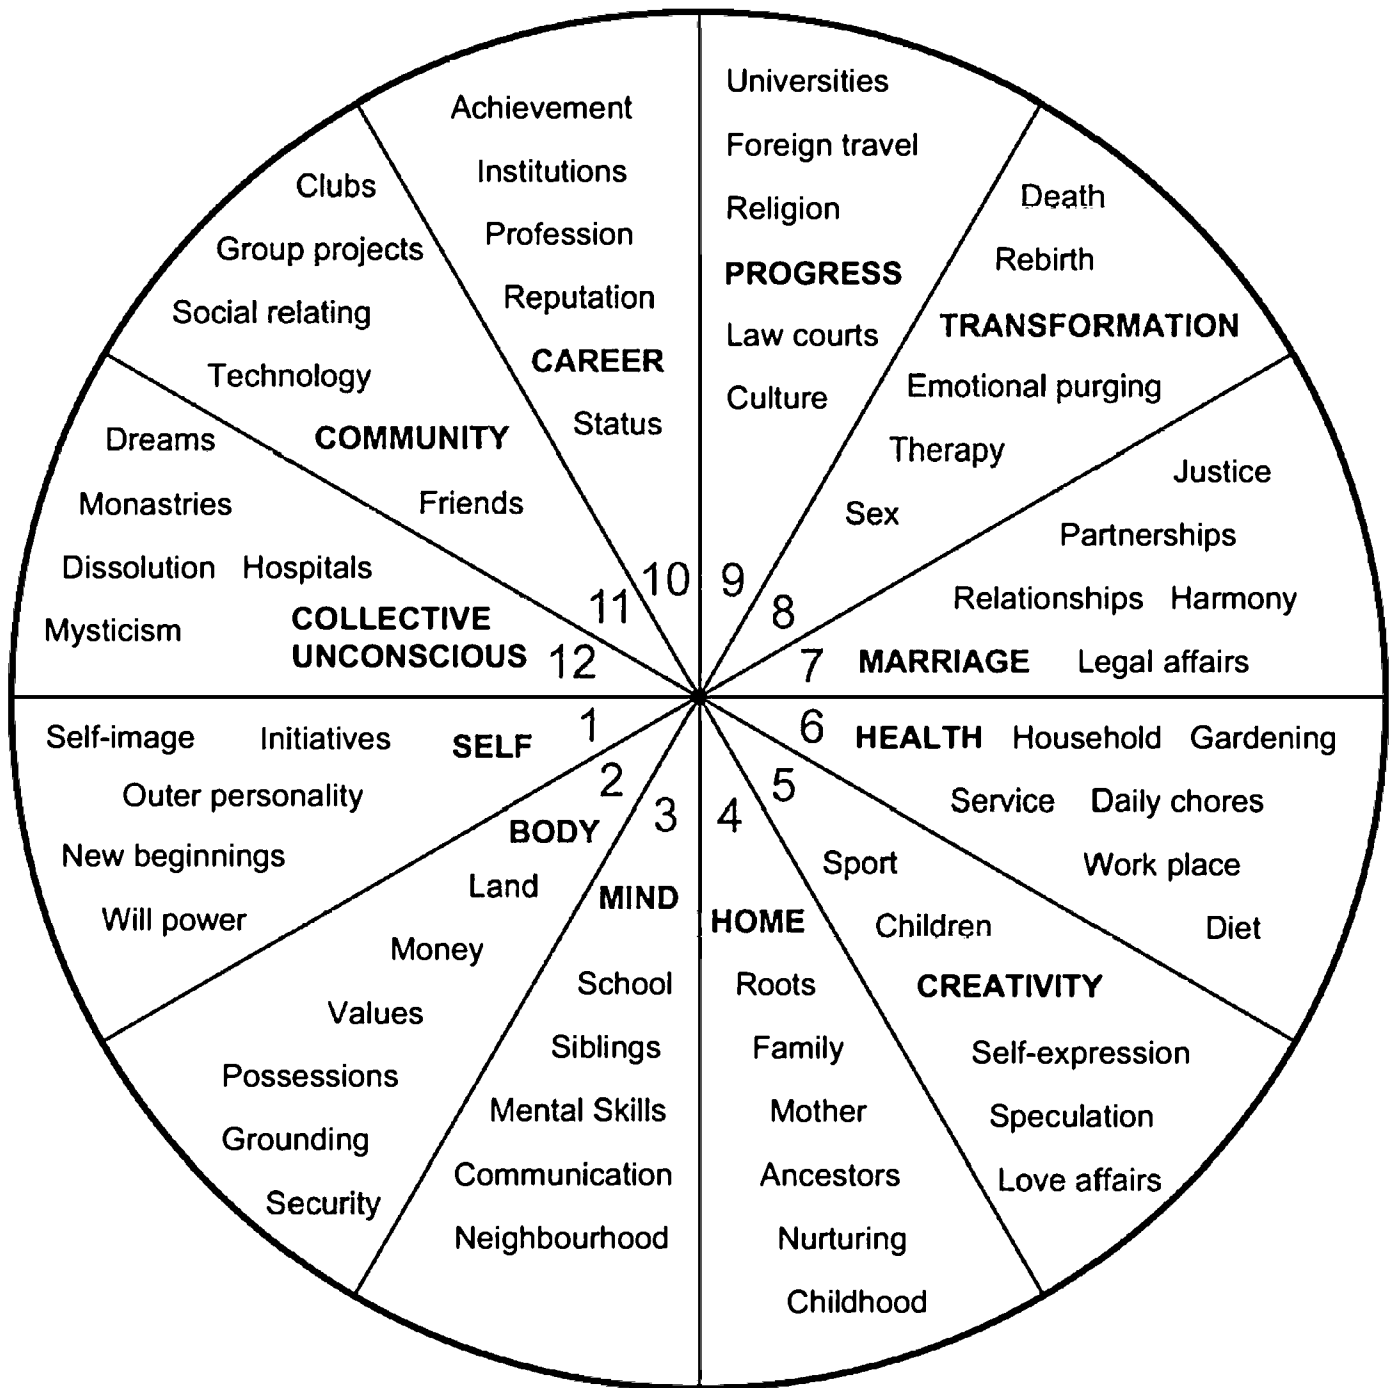 Universities
Foreign travel
Religion
PROGRESS
Law courts
Culture
9
Death
Rebirth
TRANSFORMATION
Emotional purging
Therapy
Sex
8
Justice
Partnerships
Relationships Harmony
7 MARRIAGE Legal affairs
6 HEALTH Household Gardening
Service Daily chores
Work place
Diet
5
Sport
Children
CREATIVITY
Self-expression
Speculation
Love affairs
4
HOME
Roots
Family
Mother
Ancestors
Nurturing
Childhood
3
MIND
School
Siblings
Mental Skills
Communication
Neighbourhood
2
BODY
Land
Money
Values
Possessions
Grounding
Security
Self-image Initiatives SELF 1
Outer personality
New beginnings
Will power
Dreams
Monastries
Dissolution Hospitals
Mysticism COLLECTIVE
UNCONSCIOUS 12
Clubs
Group projects
Social relating
Technology
COMMUNITY
Friends
11
Achievement
Institutions
Profession
Reputation
CAREER
Status
10